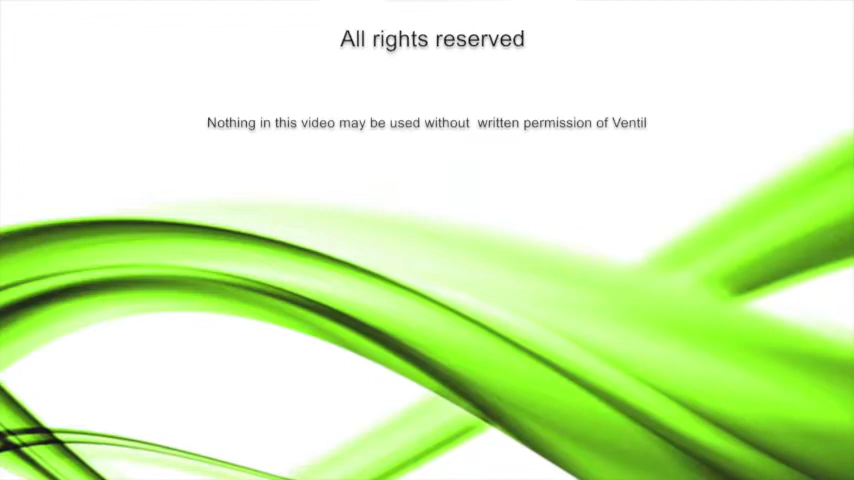 All rights reserved
Nothing in this video may be used without  written permission of Ventil